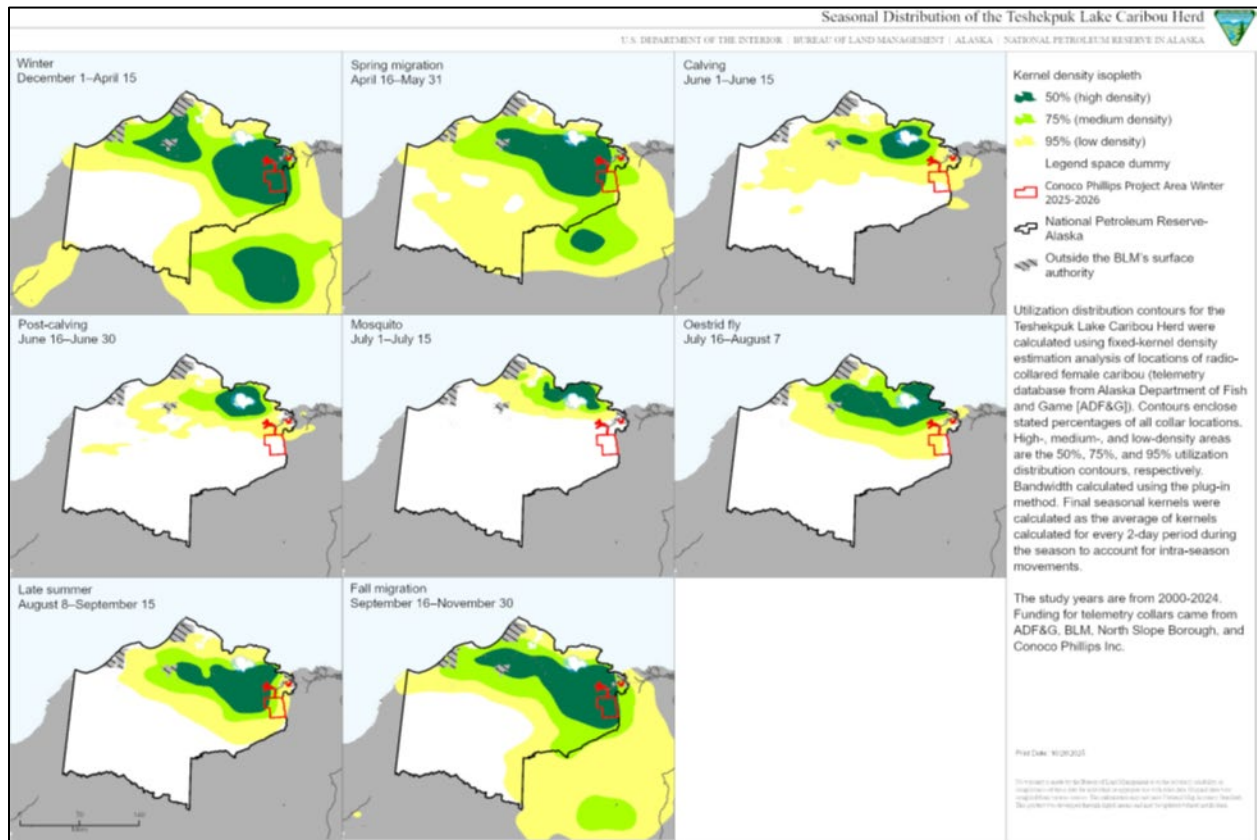 Seasonal Distribution of the Teshekpuk Lake Caribou Herd
U.S. DEPARTMENT OF THE INTERIOR | BUREAU OF LAND MANAGEMENT | ALASKA | NATIONAL PETROLEUM RESERVE IN ALASKA
Winter
December 1–April 15
Spring migration
April 16–May 31
Calving
June 1–June 15
Post-calving
June 16–June 30
Mosquito
July 1–July 15
Oestrid fly
July 16–August 7
Late summer
August 8–September 15
Fall migration
September 16–November 30
0
70
140
Miles
Kernel density isopleth
50% (high density)
75% (medium density)
95% (low density)
Legend space dummy
Conoco Phillips Project Area Winter
2025-2026
National Petroleum Reserve-
Alaska
Outside the BLM's surface
authority
Utilization distribution contours for the
Teshekpuk Lake Caribou Herd were
calculated using fixed-kernel density
estimation analysis of locations of radio-
collared female caribou (telemetry
database from Alaska Department of Fish
and Game [ADF&G]). Contours enclose
stated percentages of all collar locations.
High-, medium-, and low-density areas
are the 50%, 75%, and 95% utilization
distribution contours, respectively.
Bandwidth calculated using the plug-in
method. Final seasonal kernels were
calculated as the average of kernels
calculated for every 2-day period during
the season to account for intra-season
movements.
The study years are from 2000-2024.
Funding for telemetry collars came from
ADF&G, BLM, North Slope Borough, and
Conoco Phillips Inc.
Print Date: 10/29/2025